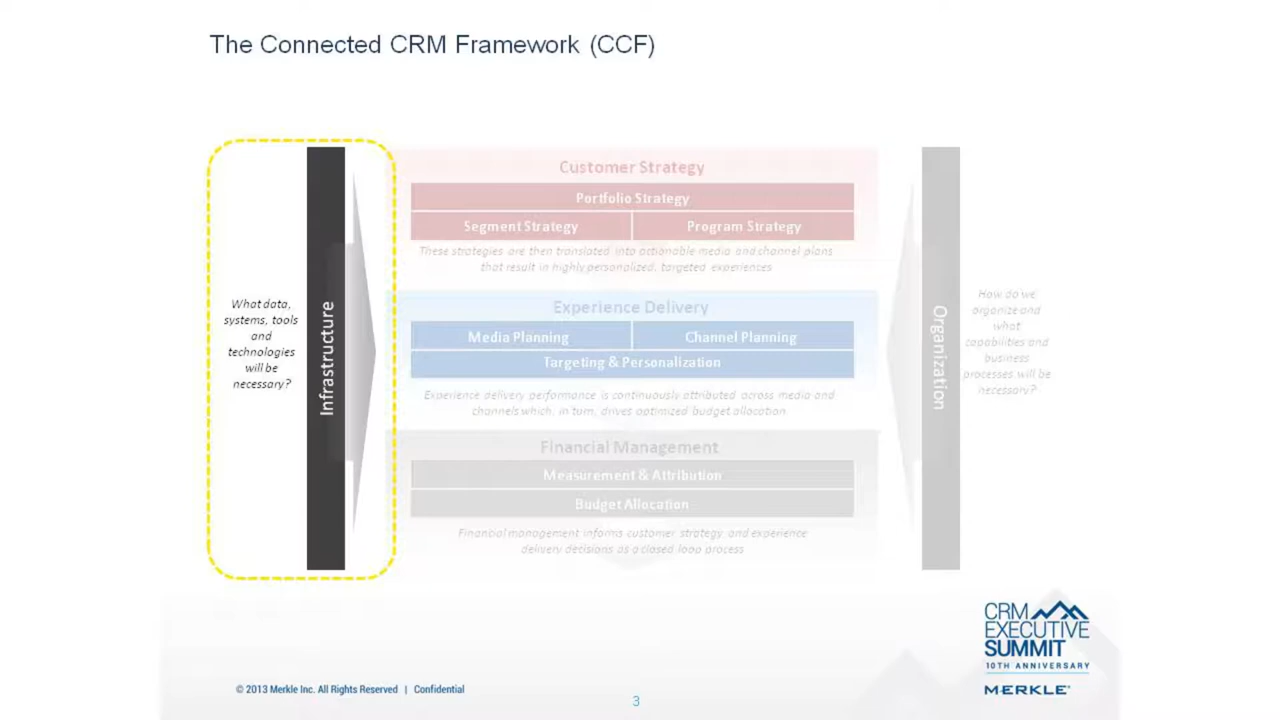 The Connected CRM Framework (CCF)
What data,
systems, tools
and
technologies
will be
necessary?
Infrastructure
Customer Strategy
Portfolio Strategy
Segment Strategy
Program Strategy
These strategies are then translated into actionable media and channel plans
that result in highly personalized, targeted experiences
Experience Delivery
Media Planning
Channel Planning
Targeting & Personalization
Experience delivery performance is continuously attributed across media and
channels which, in turn, drives optimized budget allocation
Financial Management
Measurement & Attribution
Budget Allocation
Financial management informs customer strategy and experience
delivery decisions as a closed loop process
Organization
How do we
organize and
what
capabilities and
business
processes will be
necessary?
CRM
EXECUTIVE
SUMMIT
10TH ANNIVERSARY
MERKLE
© 2013 Merkle Inc. All Rights Reserved | Confidential
3